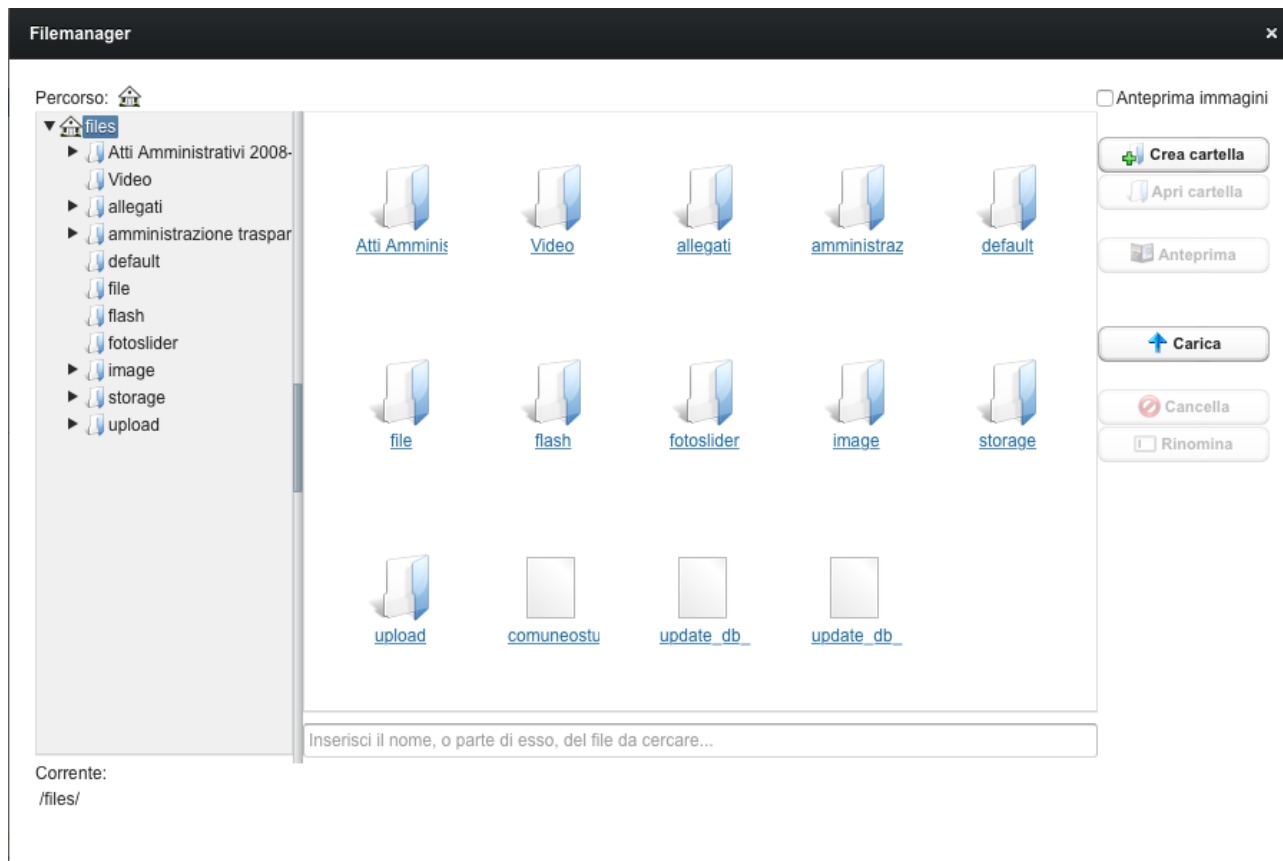 Filemanager
×
Percorso:
Anteprima immagini
files
Atti Amministrativi 2008-
Video
allegati
amministrazione traspar
default
file
flash
fotoslider
image
storage
upload
Atti Amminis
Video
allegati
amministraz
default
file
flash
fotoslider
image
storage
upload
comuneostu
update_db_
update_db_
Crea cartella
Apri cartella
Anteprima
Carica
Cancella
Rinomina
Inserisci il nome, o parte di esso, del file da cercare...
Corrente:
/files/